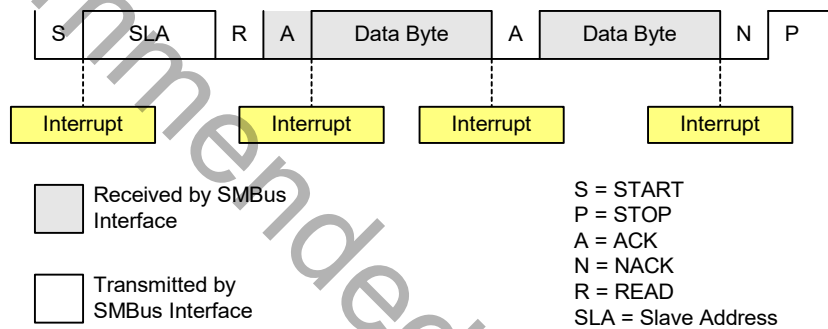 S SLA R A Data Byte A Data Byte N P
Interrupt Interrupt Interrupt Interrupt
Received by SMBus
Interface
Transmitted by
SMBus Interface
S = START
P = STOP
A = ACK
N = NACK
R = READ
SLA = Slave Address